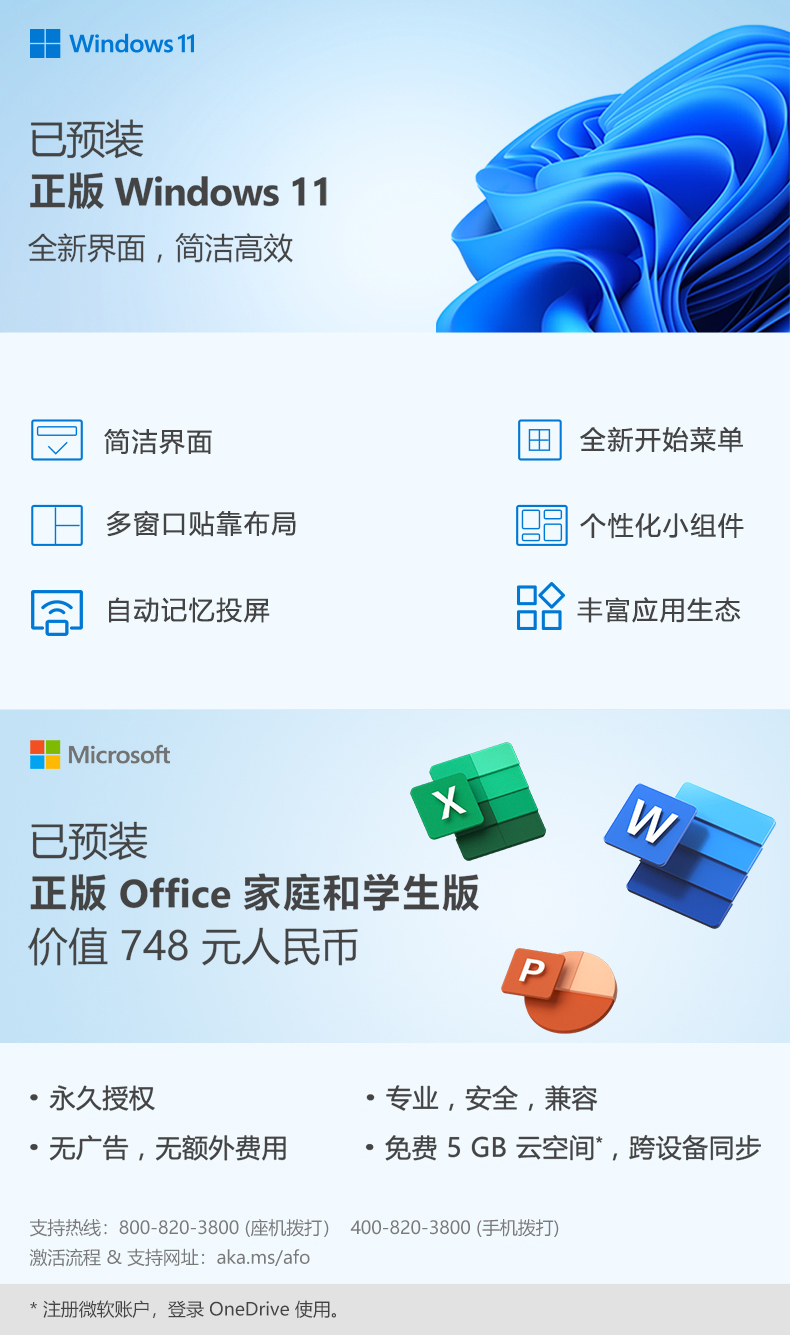 Windows 11
已预装
正版 Windows 11
全新界面，简洁高效
简洁界面
全新开始菜单
多窗口贴靠布局
个性化小组件
自动记忆投屏
丰富应用生态
Microsoft
X
W
已预装
正版 Office 家庭和学生版
价值 748 元人民币
P
• 永久授权
• 专业，安全，兼容
• 无广告，无额外费用
• 免费 5 GB 云空间*，跨设备同步
支持热线：800-820-3800 (座机拨打） 400-820-3800 (手机拨打)
激活流程 & 支持网址：aka.ms/afo
* 注册微软账户，登录 OneDrive 使用。